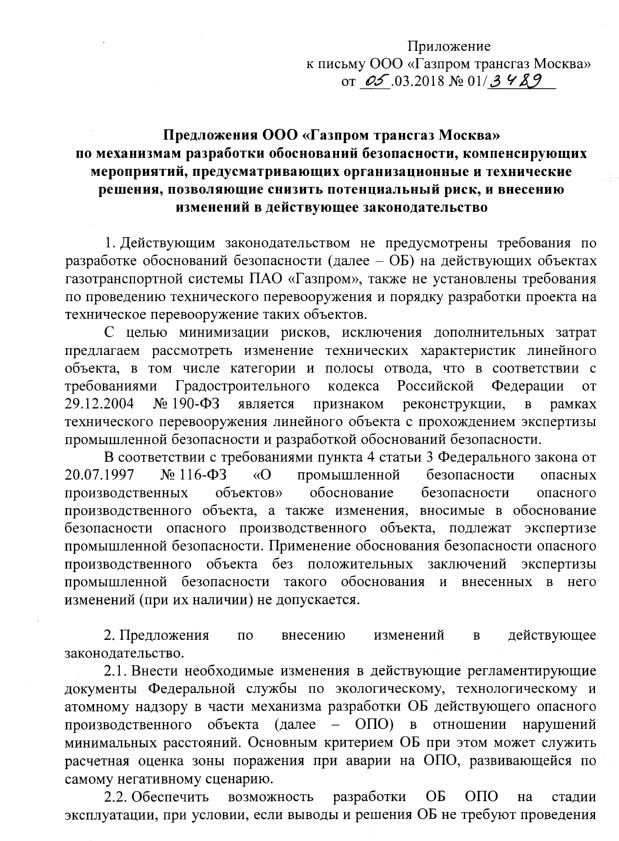 Приложение
к письму ООО «Газпром трансгаз Москва»
от 05.03.2018 № 01/3489
Предложения ООО «Газпром трансгаз Москва»
по механизмам разработки обоснований безопасности, компенсирующих
мероприятий, предусматривающих организационные и технические
решения, позволяющие снизить потенциальный риск, и внесению
изменений в действующее законодательство
1. Действующим законодательством не предусмотрены требования по
разработке обоснований безопасности (далее – ОБ) на действующих объектах
газотранспортной системы ПАО «Газпром», также не установлены требования
по проведению технического перевооружения и порядку разработки проекта на
техническое перевооружение таких объектов.
С целью минимизации рисков, исключения дополнительных затрат
предлагаем рассмотреть изменение технических характеристик линейного
объекта, в том числе категории и полосы отвода, что в соответствии с
требованиями Градостроительного кодекса Российской Федерации от
29.12.2004 № 190-ФЗ является признаком реконструкции, в рамках
технического перевооружения линейного объекта с прохождением экспертизы
промышленной безопасности и разработкой обоснований безопасности.
В соответствии с требованиями пункта 4 статьи 3 Федерального закона от
20.07.1997 № 116-ФЗ «О промышленной безопасности опасных
производственных объектов» обоснование безопасности опасного
производственного объекта, а также изменения, вносимые в обоснование
безопасности опасного производственного объекта, подлежат экспертизе
промышленной безопасности. Применение обоснования безопасности опасного
производственного объекта без положительных заключений экспертизы
промышленной безопасности такого обоснования и внесенных в него
изменений (при их наличии) не допускается.
2. Предложения по внесению изменений в действующее
законодательство.
2.1. Внести необходимые изменения в действующие регламентирующие
документы Федеральной службы по экологическому, технологическому и
атомному надзору в части механизма разработки ОБ действующего опасного
производственного объекта (далее – ОПО) в отношении нарушений
минимальных расстояний. Основным критерием ОБ при этом может служить
расчетная оценка зоны поражения при аварии на ОПО, развивающейся по
самому негативному сценарию.
2.2. Обеспечить возможность разработки ОБ ОПО на стадии
эксплуатации, при условии, если выводы и решения ОБ не требуют проведения